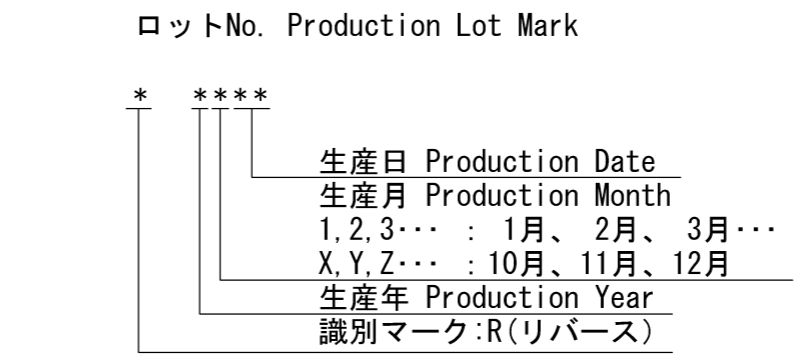 ロットNo. Production Lot Mark
* ****
生産日 Production Date
生産月 Production Month
1,2,3··· : 1月、 2月、 3月···
X,Y,Z··· :10月、11月、12月
生産年 Production Year
識別マーク:R(リバース)